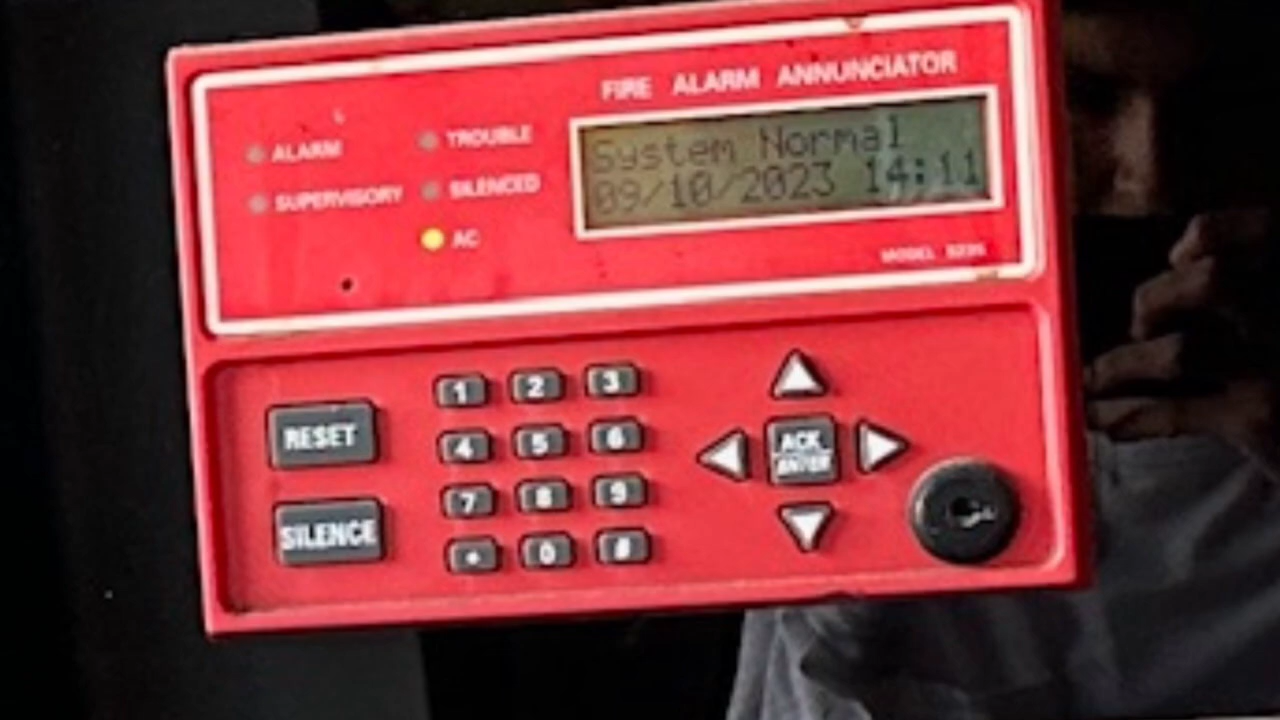 FIRE ALARM ANNUNCIATOR
ALARM
TROUBLE
SUPERVISORY
SILENCED
AC
System Normal
09/10/2023 14:11
MODEL
RESET
SILENCE
1 2 3
4 5 6
7 8 9
* 0 #
ACK
ENTER